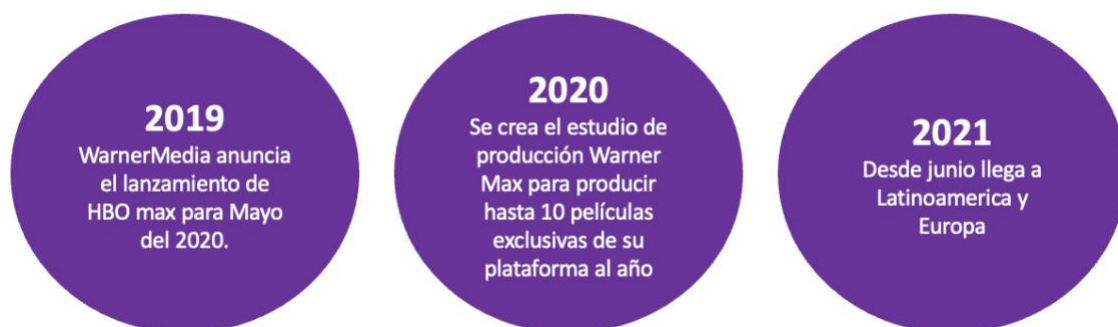 2019
WarnerMedia anuncia
el lanzamiento de
HBO max para Mayo
del 2020.
2020
Se crea el estudio de
producción Warner
Max para producir
hasta 10 películas
exclusivas de su
plataforma al año
2021
Desde junio llega a
Latinoamerica y
Europa